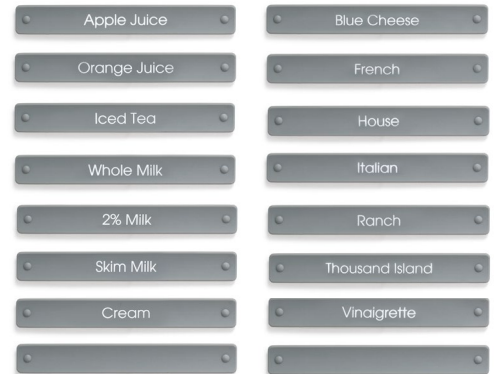 Apple Juice
Orange Juice
Iced Tea
Whole Milk
2% Milk
Skim Milk
Cream
Blue Cheese
French
House
Italian
Ranch
Thousand Island
Vinaigrette